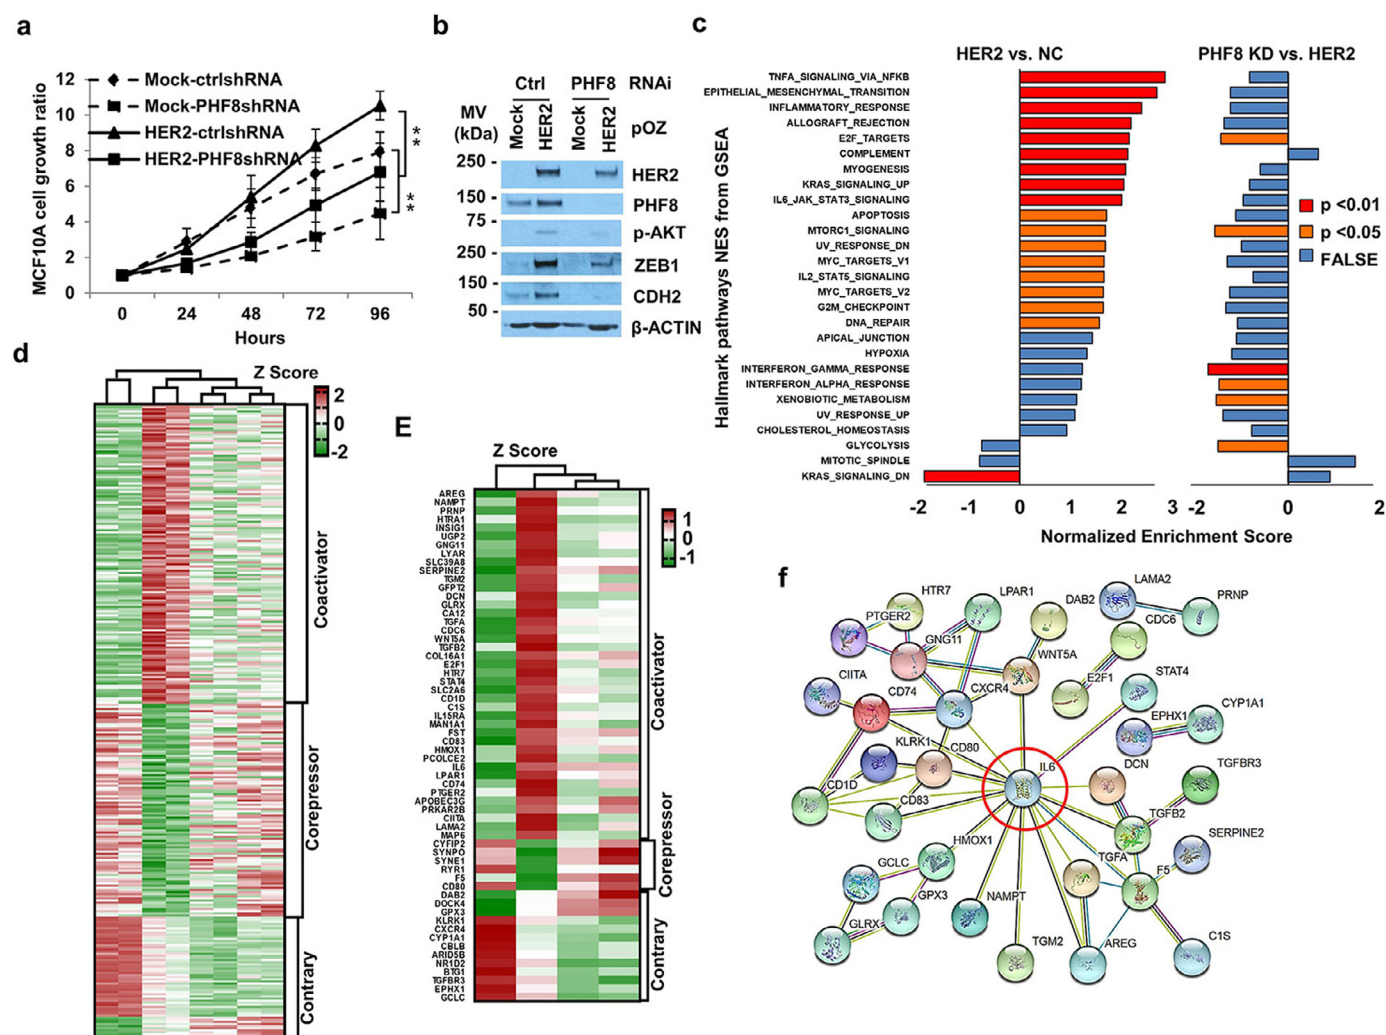 a
12
10
8
6
4
2
0
MCF10A cell growth ratio
Mock-ctrlshRNA
Mock-PHF8shRNA
HER2-ctrlshRNA
HER2-PHF8shRNA
**
**
0 24 48 72 96
Hours
b
Ctrl PHF8 RNAi
MV
(kDa)
Mock HER2 Mock HER2 pOZ
250
HER2
150
PHF8
75
p-AKT
250
ZEB1
150
CDH2
50
β-ACTIN
c
HER2 vs. NC
PHF8 KD vs. HER2
Hallmark pathways NES from GSEA
TNFA_SIGNALING_VIA_NFKB
EPITHELIAL_MESENCHYMAL_TRANSITION
INFLAMMATORY_RESPONSE
ALLOGRAFT_REJECTION
E2F_TARGETS
COMPLEMENT
MYOGENESIS
KRAS_SIGNALING_UP
IL6_JAK_STAT3_SIGNALING
APOPTOSIS
MTORC1_SIGNALING
UV_RESPONSE_DN
MYC_TARGETS_V1
IL2_STAT5_SIGNALING
MYC_TARGETS_V2
G2M_CHECKPOINT
DNA_REPAIR
APICAL_JUNCTION
HYPOXIA
INTERFERON_GAMMA_RESPONSE
INTERFERON_ALPHA_RESPONSE
XENOBIOTIC_METABOLISM
UV_RESPONSE_UP
CHOLESTEROL_HOMEOSTASIS
GLYCOLYSIS
MITOTIC_SPINDLE
KRAS_SIGNALING_DN
p <0.01
p <0.05
FALSE
-2 -1 0 1 2 3
-2 0 2
Normalized Enrichment Score
d
Z Score
2
0
-2
Coactivator
Corepressor
Contrary
E
Z Score
1
0
-1
AREG
NAMPT
PRNP
HTRA1
INSIG1
UGP2
GNG11
LYAR
SLC39A8
SERPINE2
TGM2
GFPT2
DCN
GLRX
CA12
TGFA
CDC6
WNT5A
TGFB2
COL16A1
E2F1
HTR7
STAT4
SLC2A6
CD1D
C1S
IL15RA
MAN1A1
FST
CD83
HMOX1
PCOLCE2
IL6
LPAR1
CD74
PTGER2
APOBEC3G
PRKAR2B
CIITA
LAMA2
MAP6
CYFIP2
SYNPO
SYNE1
RYR1
F5
CD80
DAB2
DOCK4
GPX3
KLRK1
CXCR4
CYP1A1
CBLB
ARID5B
NR1D2
BTG1
TGFBR3
EPHX1
GCLC
Coactivator
Corepressor
Contrary
f
HTR7
LPAR1
DAB2
LAMA2
PRNP
PTGER2
GNG11
WNT5A
CDC6
CIITA
CD74
CXCR4
E2F1
STAT4
EPHX1
CYP1A1
KLRK1
CD80
IL6
DCN
TGFBR3
CD1D
CD83
TGFB2
SERPINE2
HMOX1
TGFA
F5
GCLC
GPX3
NAMPT
GLRX
TGM2
AREG
C1S